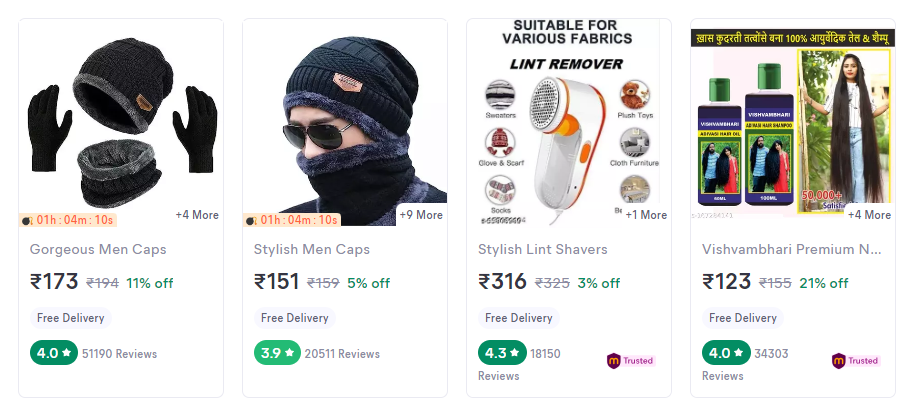 01h : 04m : 10s
+4 More
Gorgeous Men Caps
₹173 ₹194 11% off
Free Delivery
4.0 ★ 51190 Reviews
01h : 04m : 10s
+9 More
Stylish Men Caps
₹151 ₹159 5% off
Free Delivery
3.9 ★ 20511 Reviews
SUITABLE FOR
VARIOUS FABRICS
LINT REMOVER
Sweaters
Plush Toys
Glove & Scarf
Cloth Furniture
Socks
+1 More
Stylish Lint Shavers
₹316 ₹325 3% off
Free Delivery
4.3 ★ 18150
Reviews
m Trusted
ख़ास कुदरती तत्वोंसे बना 100% आयुर्वेदिक तेल & शैम्पू
VISHVAMBHARI
ADIVASI HAIR OIL
60ML
VISHVAMBHARI
ADIVASI HAIR SHAMPOO
100ML
50,000+
+4 More
Vishvambhari Premium N...
₹123 ₹155 21% off
Free Delivery
4.0 ★ 34303
Reviews
m Trusted